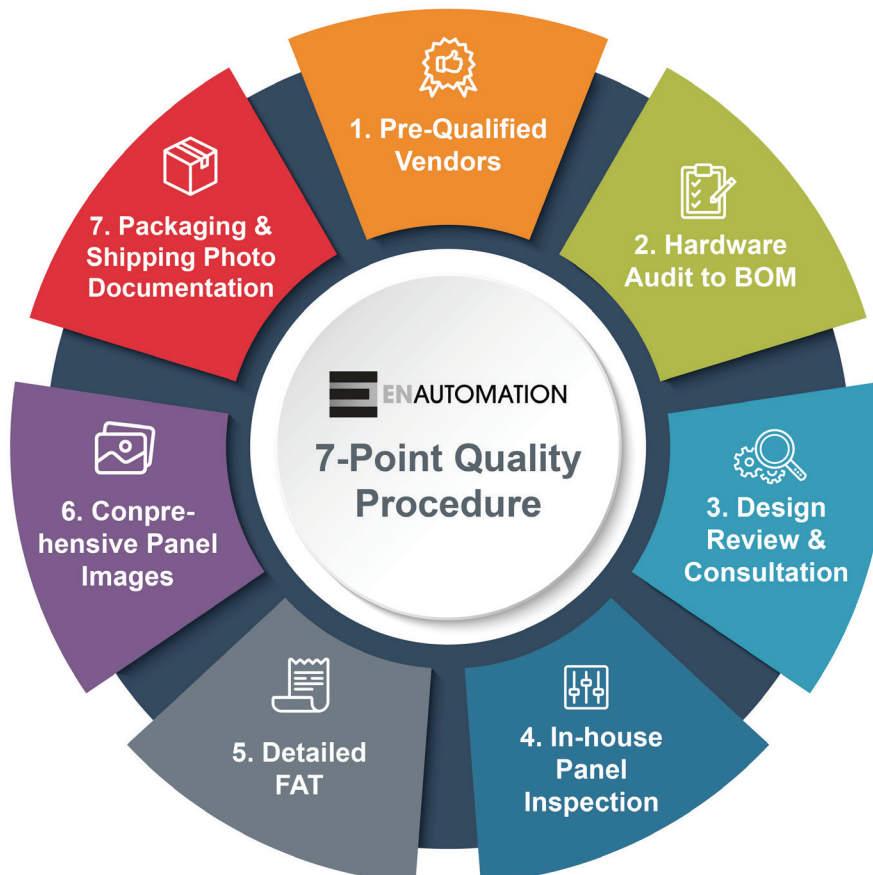 1. Pre-Qualified
Vendors
2. Hardware
Audit to BOM
3. Design
Review &
Consultation
4. In-house
Panel
Inspection
5. Detailed
FAT
6. Conpre-
hensive Panel
Images
7. Packaging &
Shipping Photo
Documentation
ENAUTOMATION
7-Point Quality
Procedure